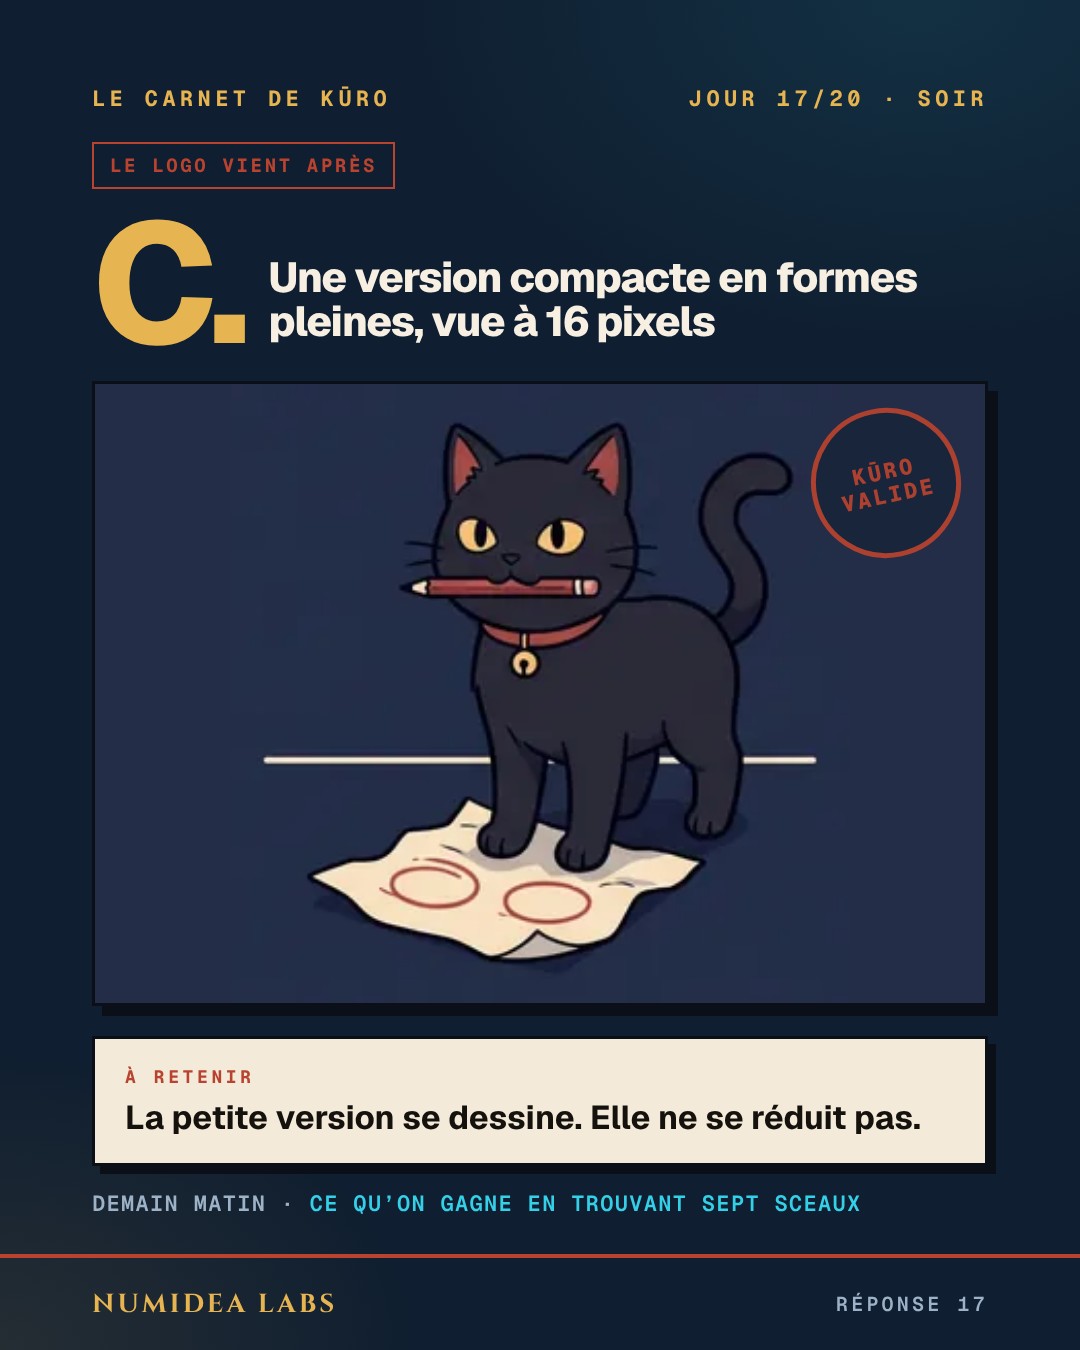 LE CARNET DE KŪRO
JOUR 17/20 · SOIR
LE LOGO VIENT APRÈS
C.
Une version compacte en formes
pleines, vue à 16 pixels
KŪRO
VALIDE
À RETENIR
La petite version se dessine. Elle ne se réduit pas.
DEMAIN MATIN · CE QU’ON GAGNE EN TROUVANT SEPT SCEAUX
NUMIDEA LABS
RÉPONSE 17